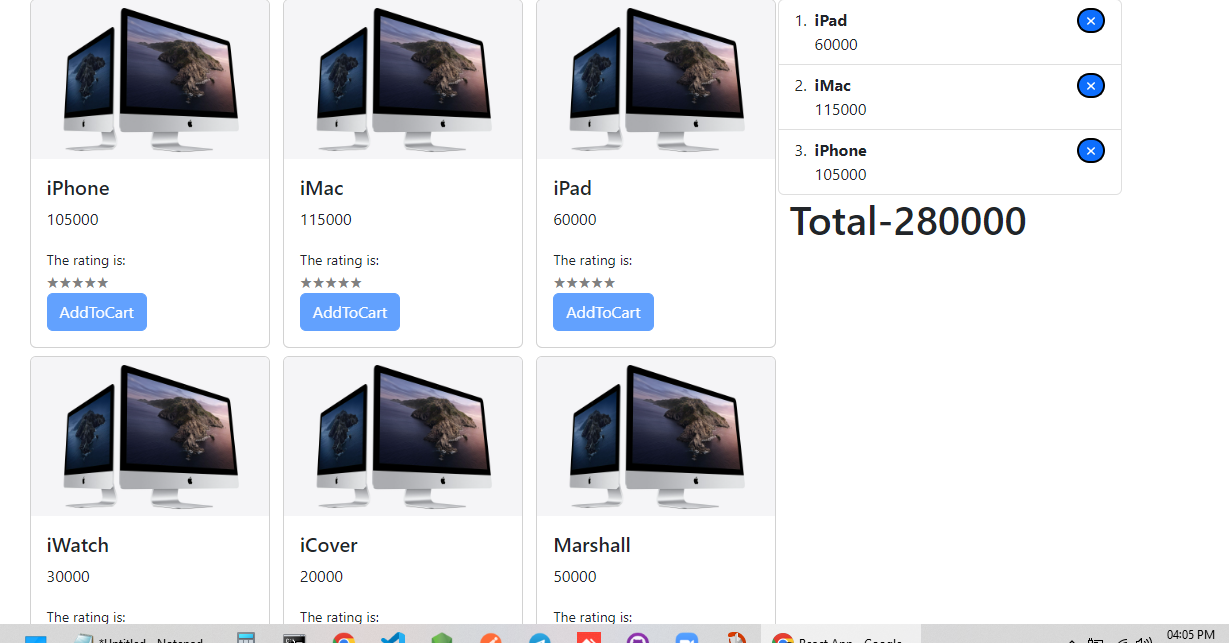 iPhone
105000
The rating is:
★★★★★
AddToCart
iMac
115000
The rating is:
★★★★★
AddToCart
iPad
60000
The rating is:
★★★★★
AddToCart
1. iPad
60000
2. iMac
115000
3. iPhone
105000
Total-280000
iWatch
30000
The rating is:
iCover
20000
The rating is:
Marshall
50000
The rating is:
*Untitled - Notepad
React App - Google
04:05 PM